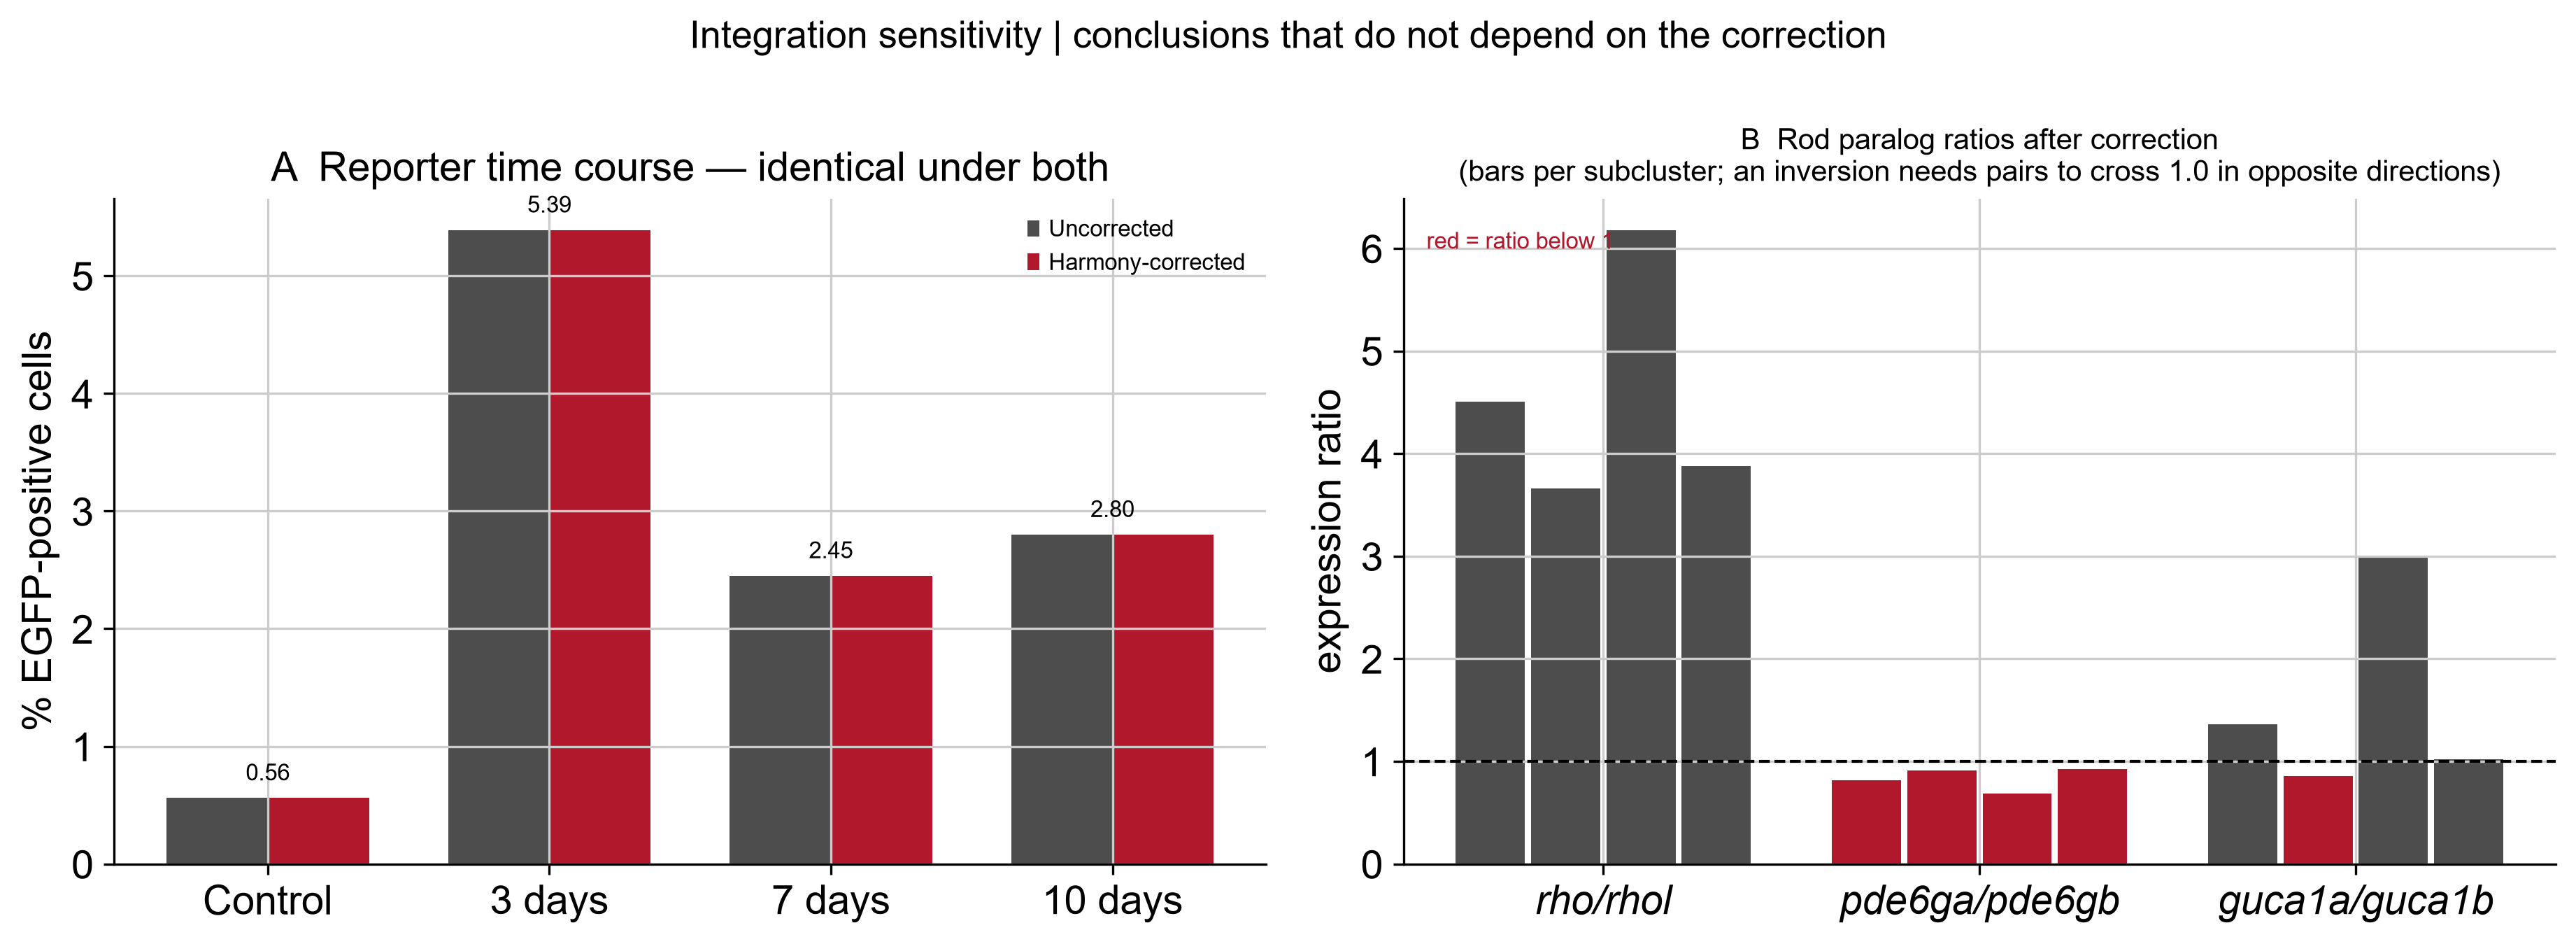 Integration sensitivity | conclusions that do not depend on the correction
A Reporter time course — identical under both
5.39
Uncorrected
Harmony-corrected
2.80
2.45
0.56
% EGFP-positive cells
5
4
3
2
1
0
Control
3 days
7 days
10 days
B Rod paralog ratios after correction
(bars per subcluster; an inversion needs pairs to cross 1.0 in opposite directions)
red = ratio below 1
expression ratio
6
5
4
3
2
1
0
rho/rhol
pde6ga/pde6gb
guca1a/guca1b